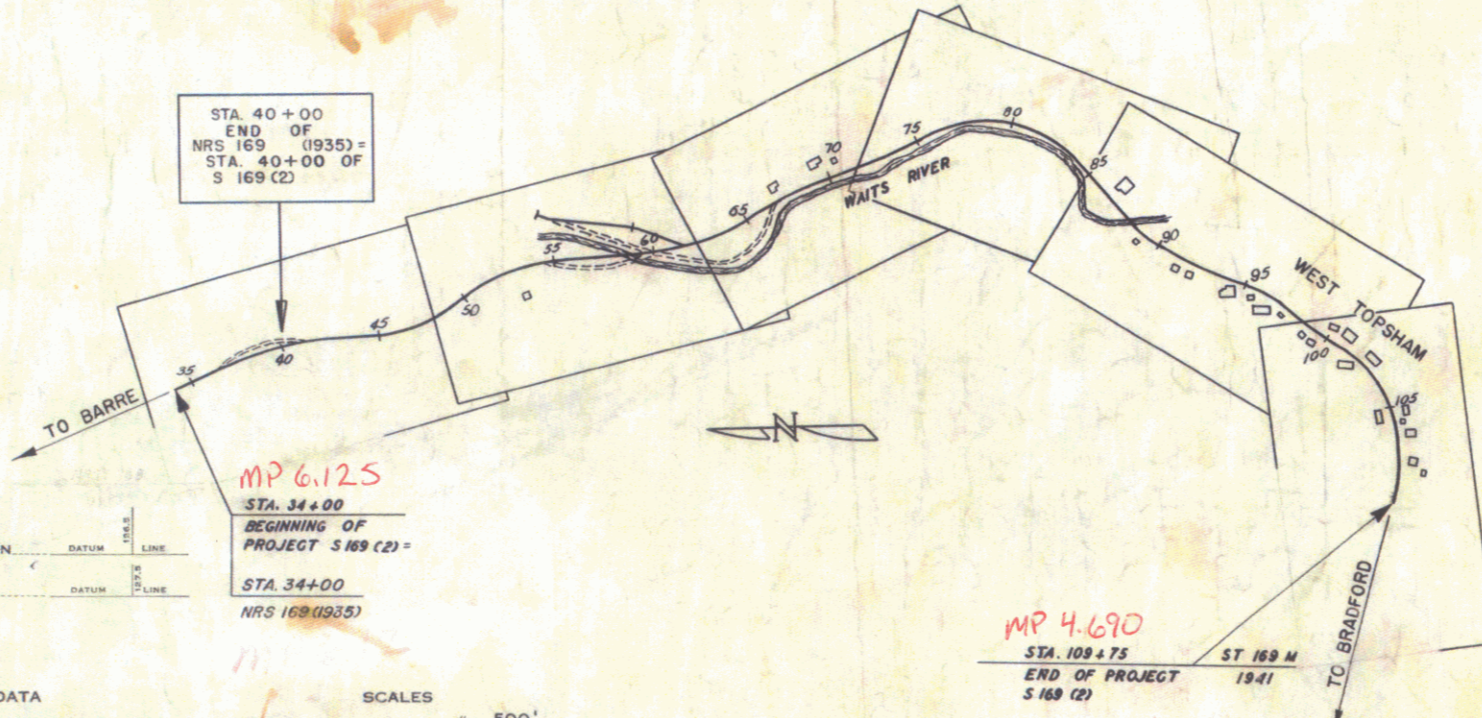 STA. 40+00
END OF
NRS 169 (1935) =
STA. 40+00 OF
S 169 (2)
35
40
45
50
55
60
65
70
75
80
85
90
95
100
105
WAITS RIVER
WEST TOPSHAM
TO BARRE
N
MP 6.125
STA. 34+00
BEGINNING OF
PROJECT S 169 (2) =
STA. 34+00
NRS 169 (1935)
N DATUM LINE
DATUM LINE
MP 4.690
STA. 109+75 ST 169 M
END OF PROJECT 1941
S 169 (2)
TO BRADFORD
DATA
SCALES
500'